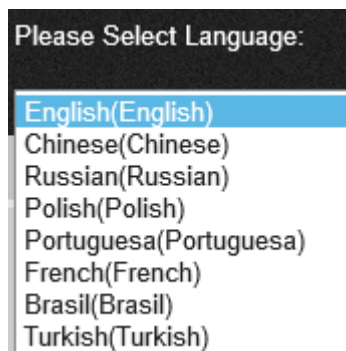 Please Select Language:
English(English)
Chinese(Chinese)
Russian(Russian)
Polish(Polish)
Portuguesa(Portuguesa)
French(French)
Brasil(Brasil)
Turkish(Turkish)